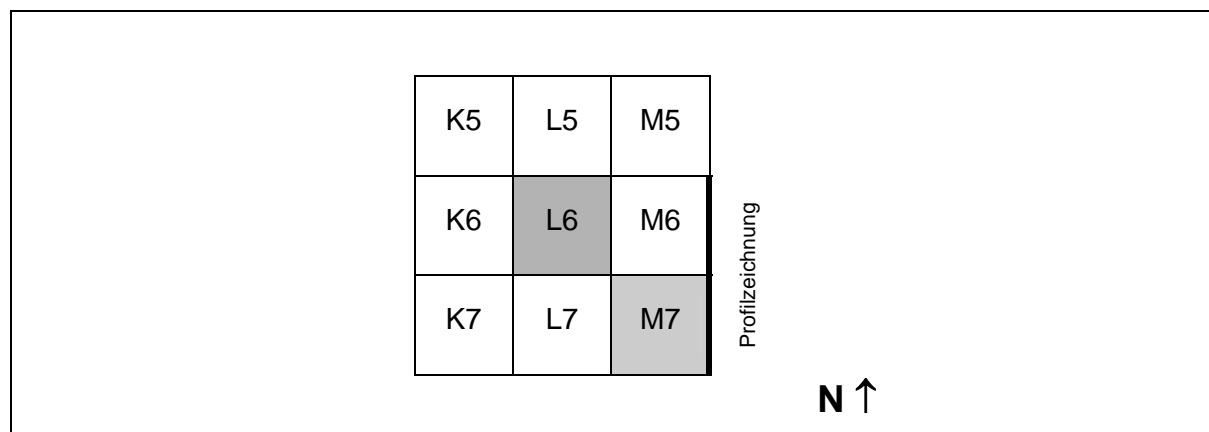 K5 L5 M5
K6 L6 M6
K7 L7 M7
Profilzeichnung
N ↑